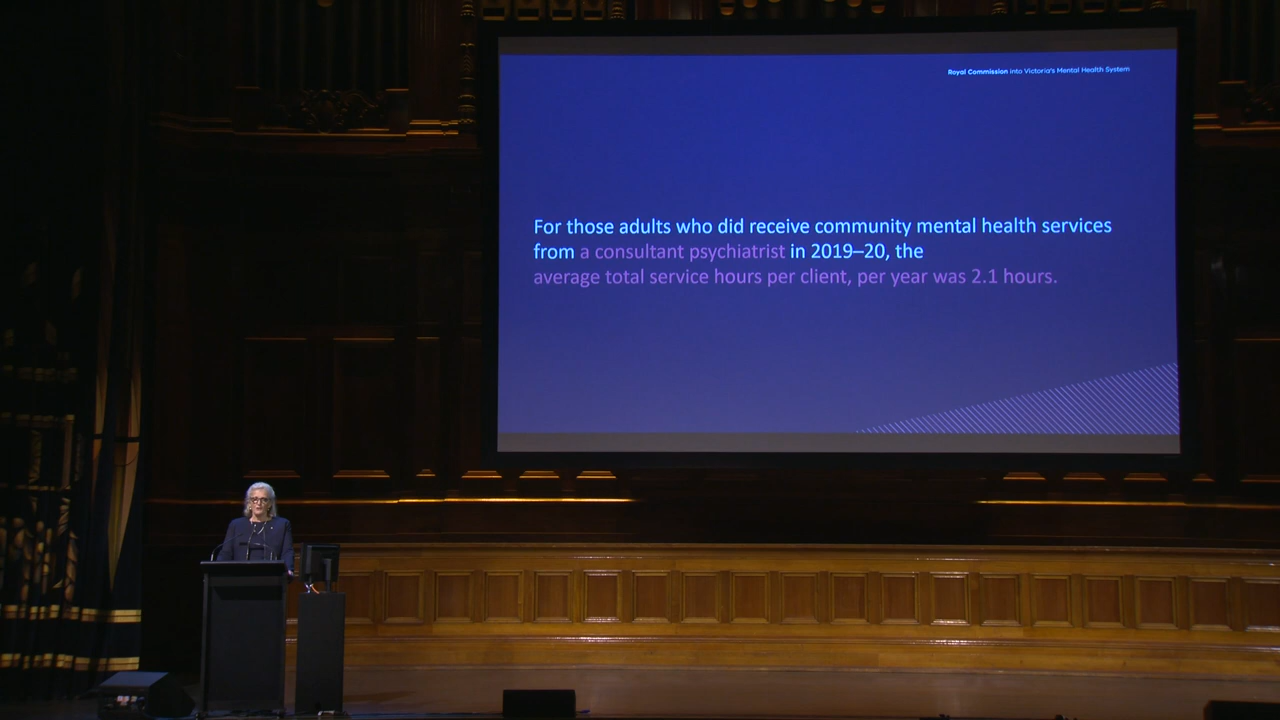 Royal Commission into Victoria's Mental Health System
For those adults who did receive community mental health services
from a consultant psychiatrist in 2019–20, the
average total service hours per client, per year was 2.1 hours.